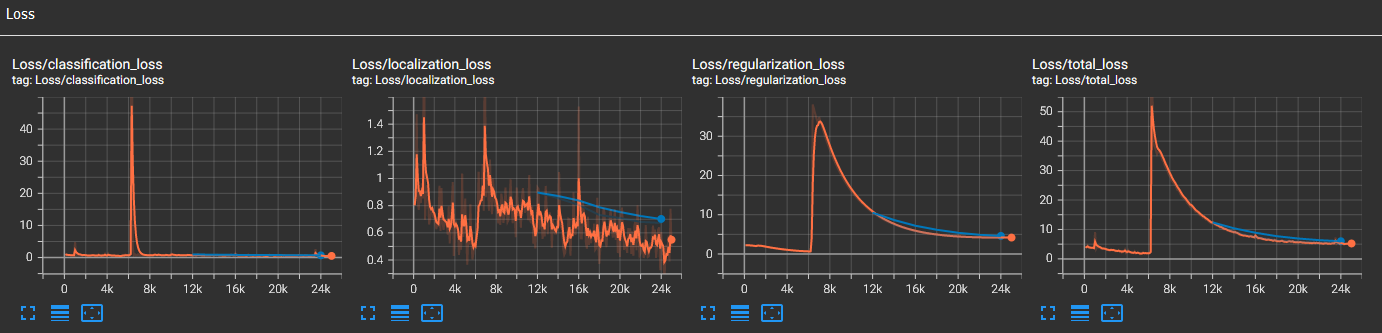 Loss
Loss/classification_loss
tag: Loss/classification_loss
40
30
20
10
0
0 4k 8k 12k 16k 20k 24k
Loss/localization_loss
tag: Loss/localization_loss
1.4
1.2
1
0.8
0.6
0.4
0 4k 8k 12k 16k 20k 24k
Loss/regularization_loss
tag: Loss/regularization_loss
30
20
10
0
0 4k 8k 12k 16k 20k 24k
Loss/total_loss
tag: Loss/total_loss
50
40
30
20
10
0
0 4k 8k 12k 16k 20k 24k